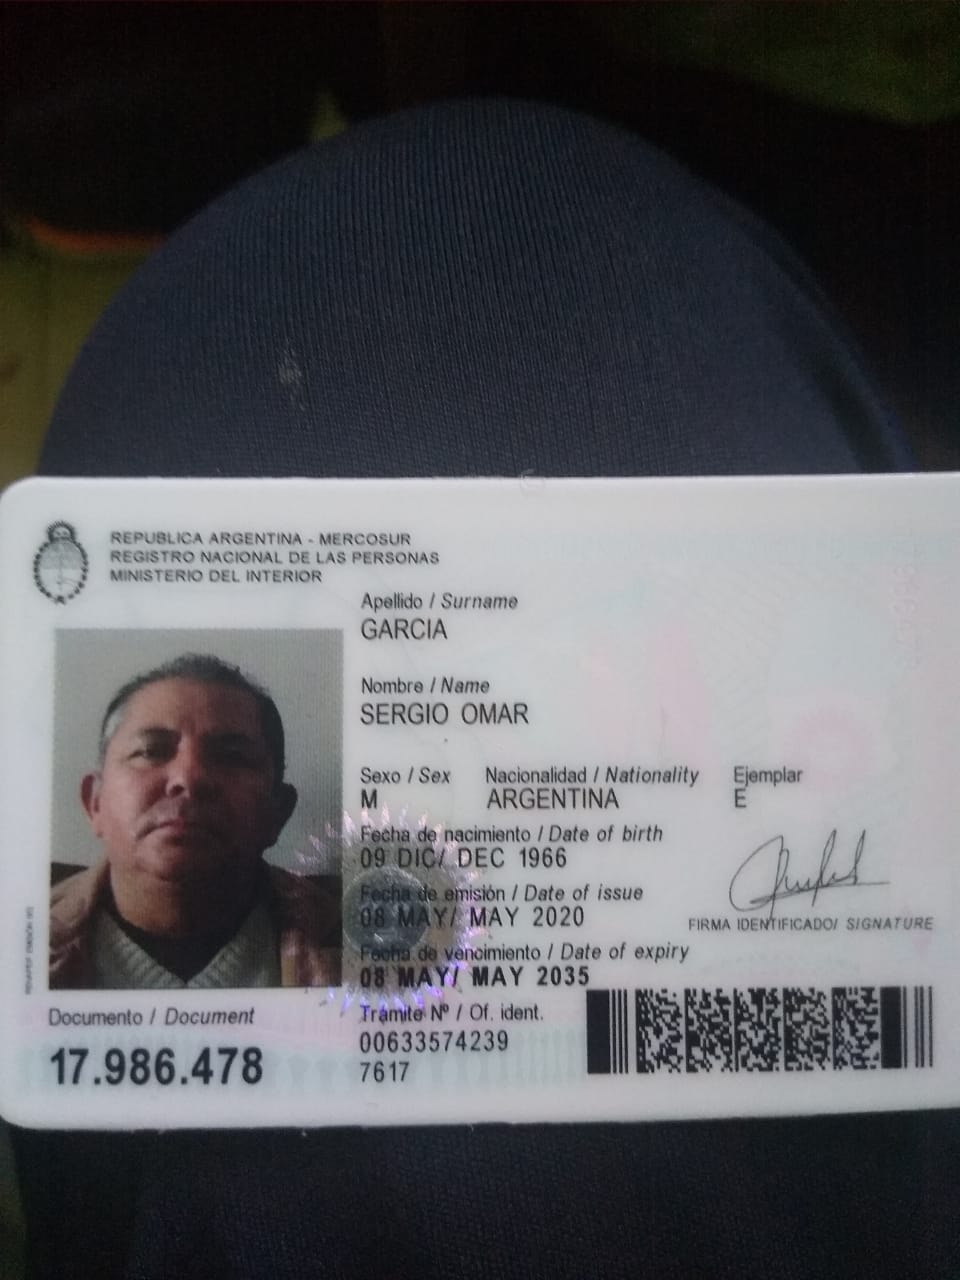 REPUBLICA ARGENTINA - MERCOSUR
REGISTRO NACIONAL DE LAS PERSONAS
MINISTERIO DEL INTERIOR
Apellido / Surname
GARCIA
Nombre / Name
SERGIO OMAR
Sexo / Sex Nacionalidad / Nationality Ejemplar
M ARGENTINA E
Fecha de nacimiento / Date of birth
09 DIC/ DEC 1966
Fecha de emisión / Date of issue
08 MAY/ MAY 2020
FIRMA IDENTIFICADO/ SIGNATURE
Fecha de vencimiento / Date of expiry
08 MAY/ MAY 2035
Documento / Document
17.986.478
Trámite Nº / Of. ident.
00633574239
7617